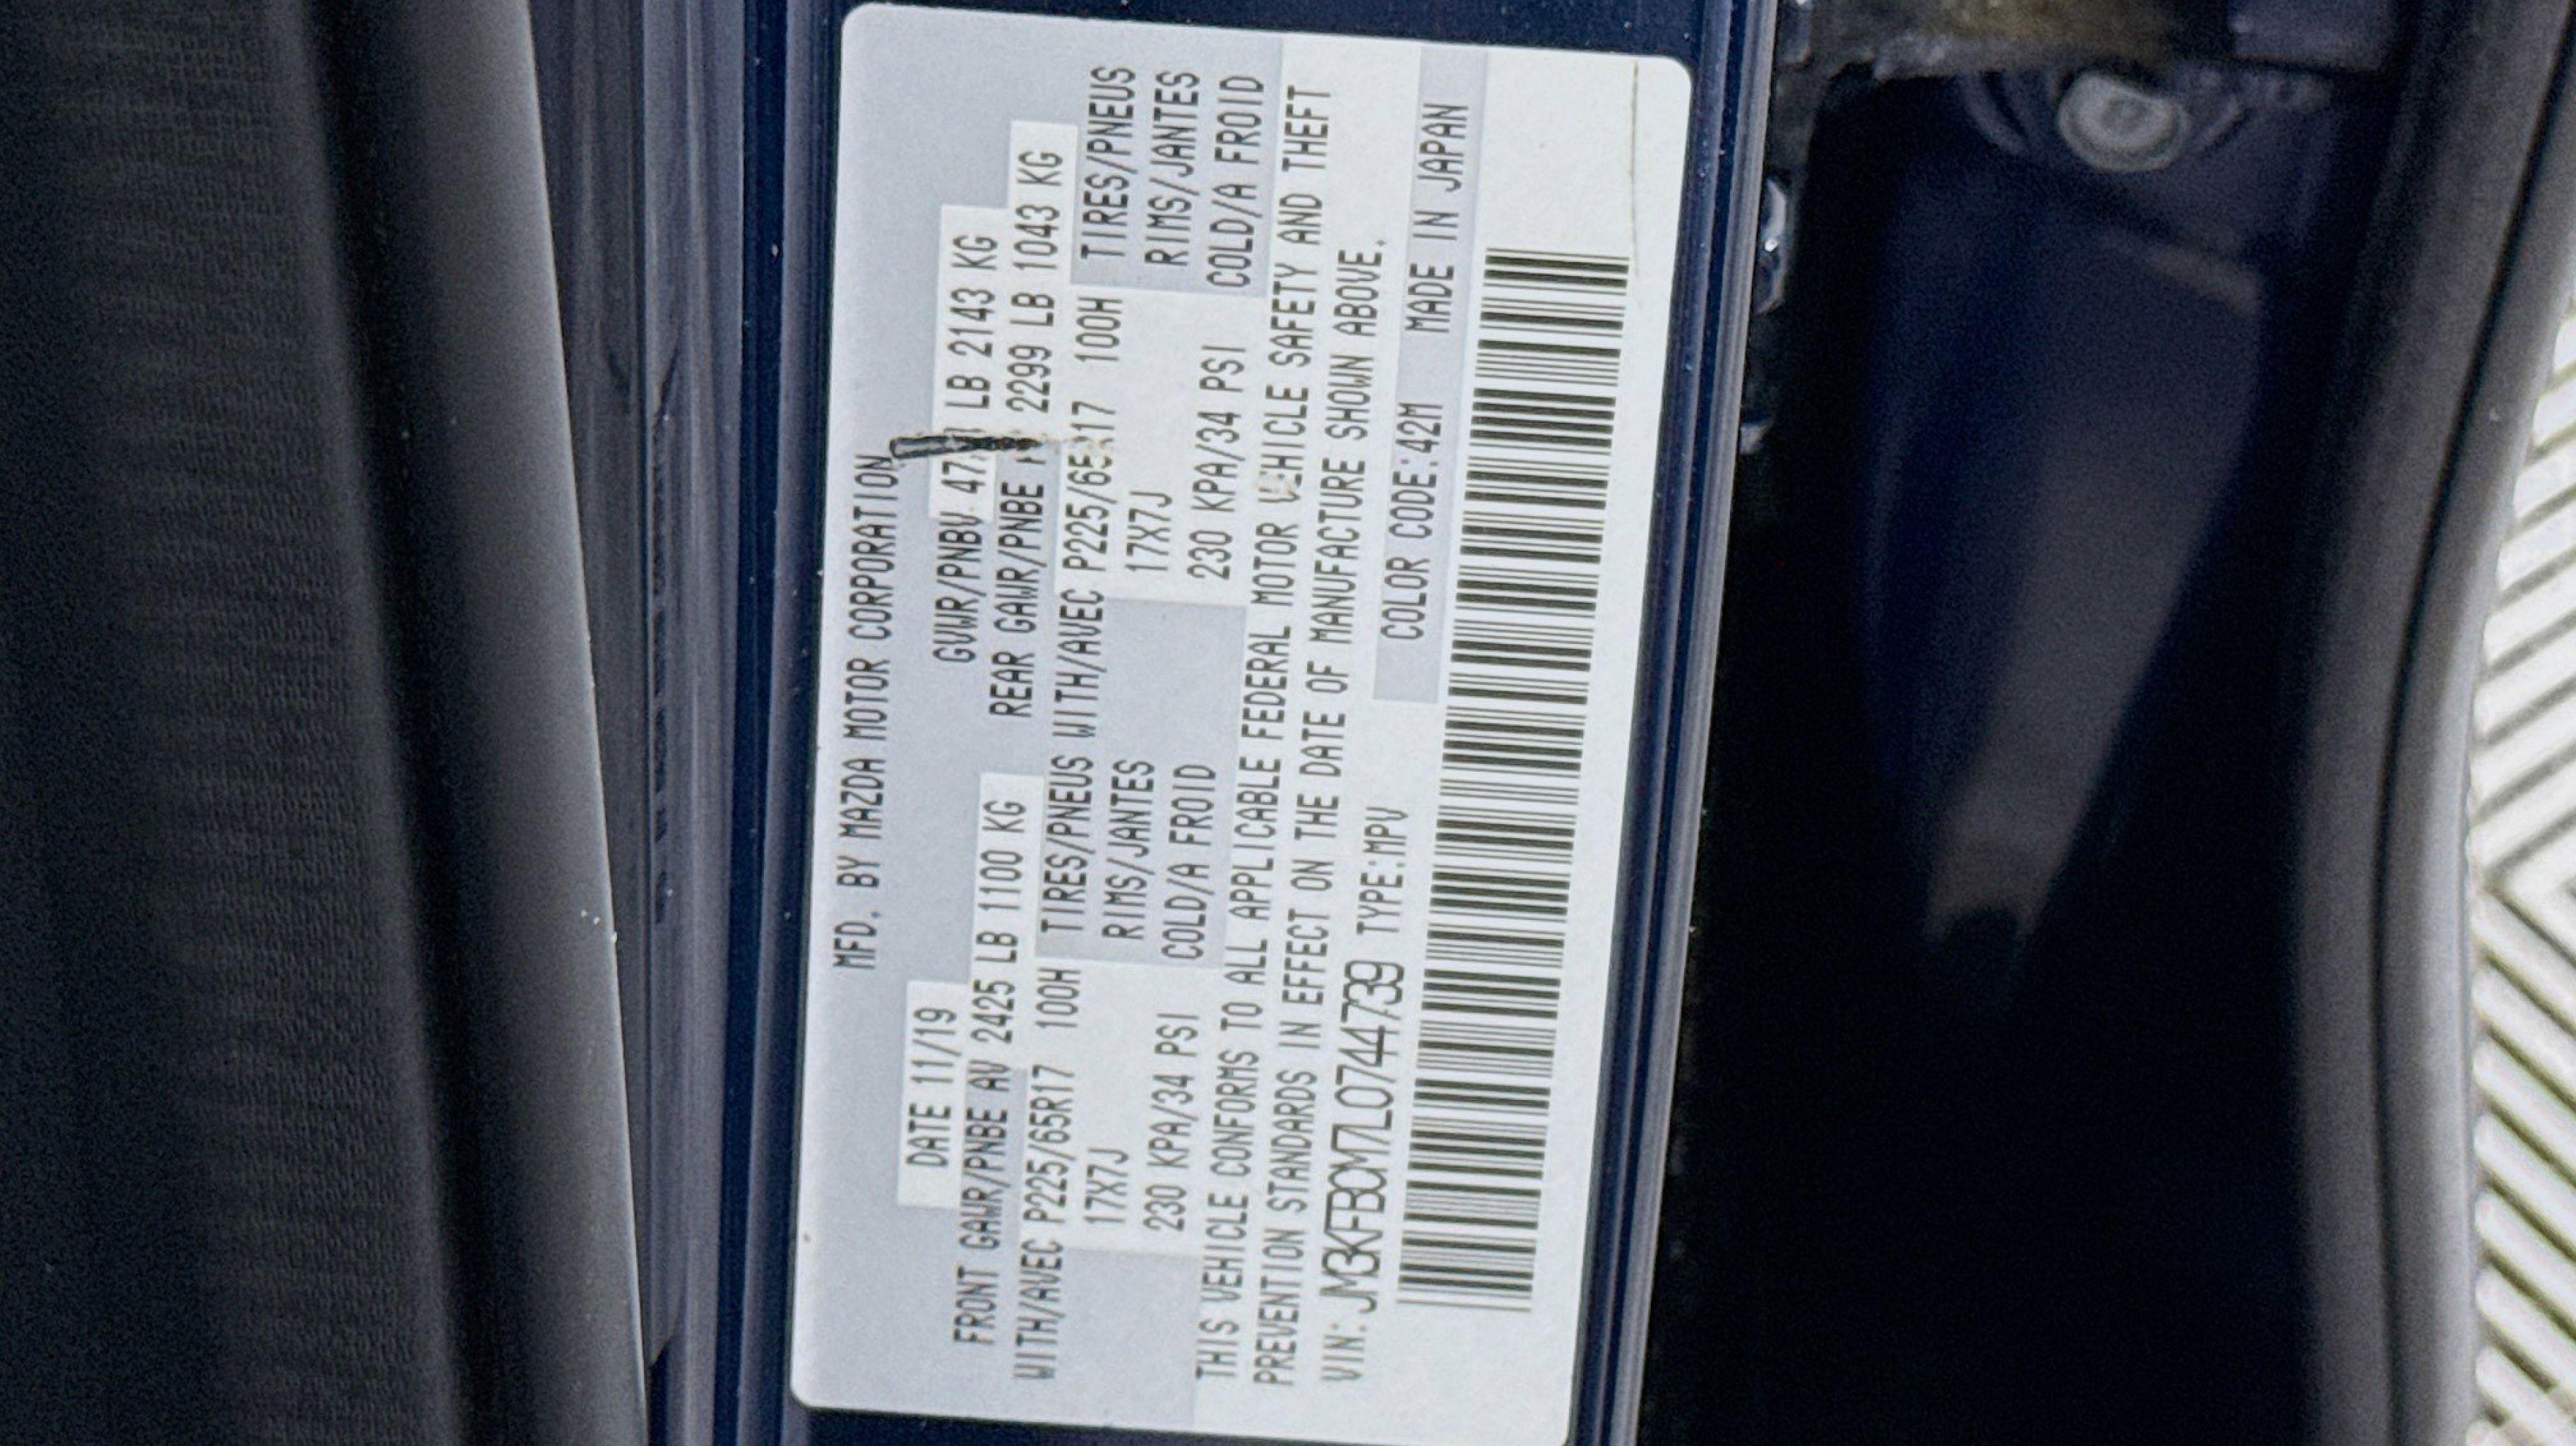 MFD. BY MAZDA MOTOR CORPORATION
DATE 11/19 GVWR/PNBV LB 2143 KG
FRONT GAWR/PNBE AV 2425 LB 1100 KG REAR GAWR/PNBE 2299 LB 1043 KG
WITH/AVEC P225/65R17 100H TIRES/PNEUS WITH/AVEC P225/65R17 100H TIRES/PNEUS
17X7J RIMS/JANTES 17X7J RIMS/JANTES
230 KPA/34 PSI COLD/A FROID 230 KPA/34 PSI COLD/A FROID
THIS VEHICLE CONFORMS TO ALL APPLICABLE FEDERAL MOTOR VEHICLE SAFETY AND THEFT
PREVENTION STANDARDS IN EFFECT ON THE DATE OF MANUFACTURE SHOWN ABOVE.
VIN: JM3KFBCM7L0744739 TYPE:MPV COLOR CODE:42M MADE IN JAPAN